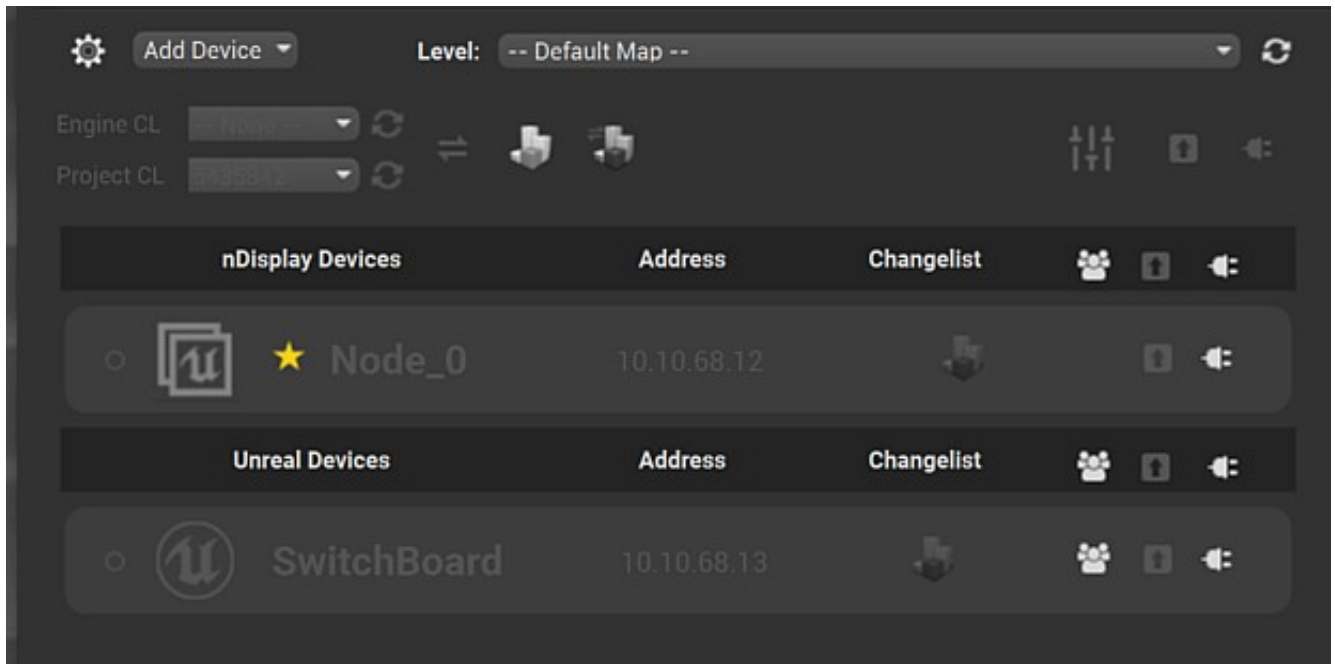 Add Device Level: -- Default Map --
Engine CL -- None --
Project CL
nDisplay Devices Address Changelist
Node_0 10.10.68.12
Unreal Devices Address Changelist
SwitchBoard 10.10.68.13